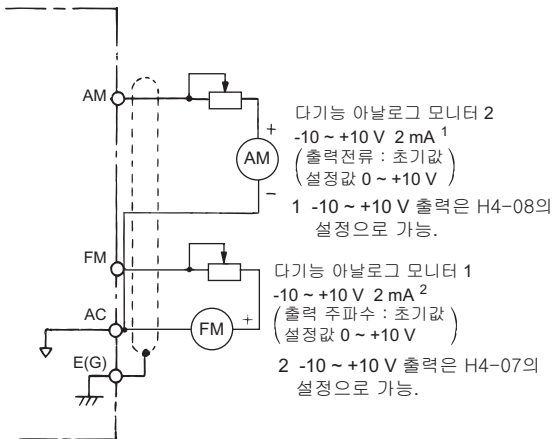 AM
다기능 아날로그 모니터 2
-10 ~ +10 V 2 mA 1
(출력전류 : 초기값
설정값 0 ~ +10 V)
+
AM
−
1 -10 ~ +10 V 출력은 H4-08의
설정으로 가능.
FM
다기능 아날로그 모니터 1
-10 ~ +10 V 2 mA 2
(출력 주파수 : 초기값
설정값 0 ~ +10 V)
AC
FM
+
2 -10 ~ +10 V 출력은 H4-07의
설정으로 가능.
E(G)